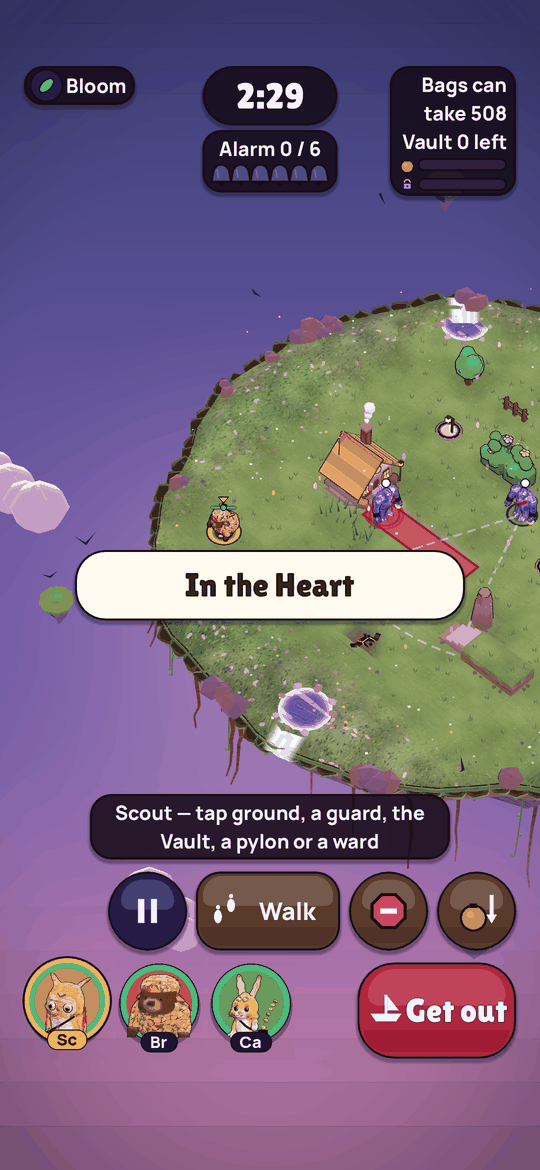 Bloom
2:29
Alarm 0 / 6
Bags can
take 508
Vault 0 left
In the Heart
Scout — tap ground, a guard, the
Vault, a pylon or a ward
Walk
Sc
Br
Ca
Get out